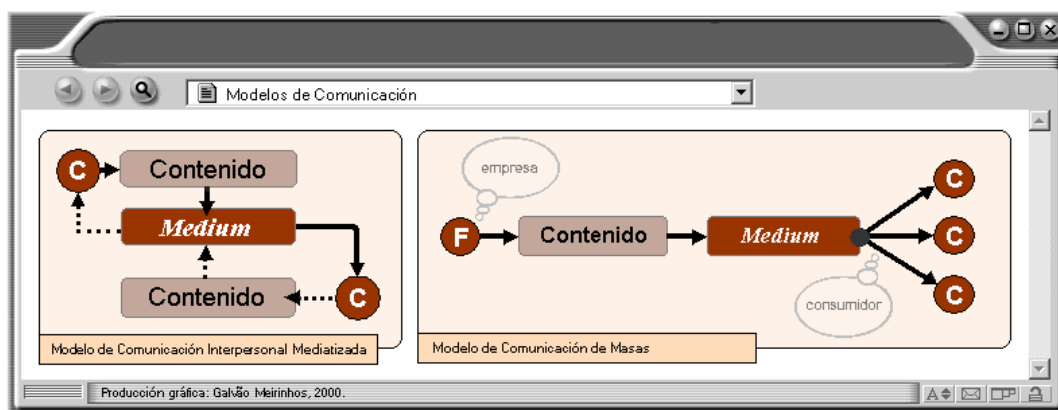 Modelos de Comunicación
C
Contenido
Medium
Contenido
C
Modelo de Comunicación Interpersonal Mediatizada
empresa
F
Contenido
Medium
C
C
C
consumidor
Modelo de Comunicación de Masas
Producción gráfica: Galvão Meirinhos, 2000.
A